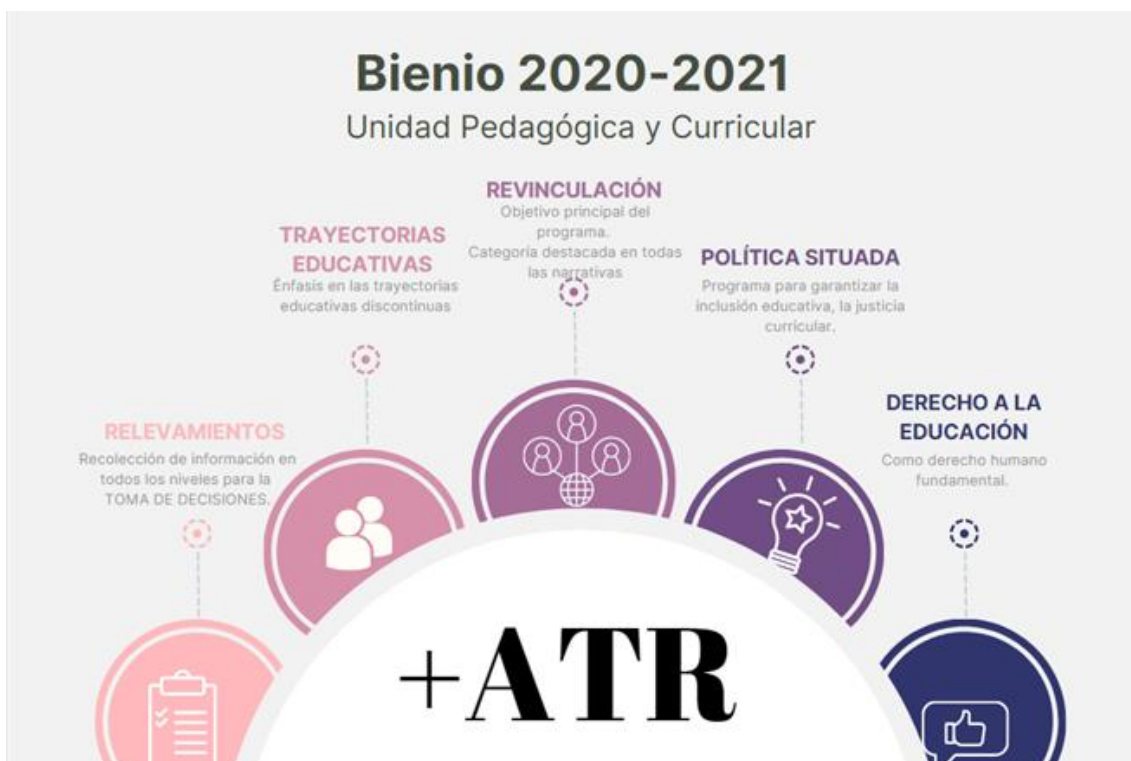 Bienio 2020-2021
Unidad Pedagógica y Curricular
REVINCULACIÓN
Objetivo principal del
programa.
Categoría destacada en todas
las narrativas
TRAYECTORIAS
EDUCATIVAS
Énfasis en las trayectorias
educativas discontinuas
POLÍTICA SITUADA
Programa para garantizar la
inclusión educativa, la justicia
curricular.
RELEVAMIENTOS
Recolección de información en
todos los niveles para la
TOMA DE DECISIONES.
DERECHO A LA
EDUCACIÓN
Como derecho humano
fundamental.
+ATR